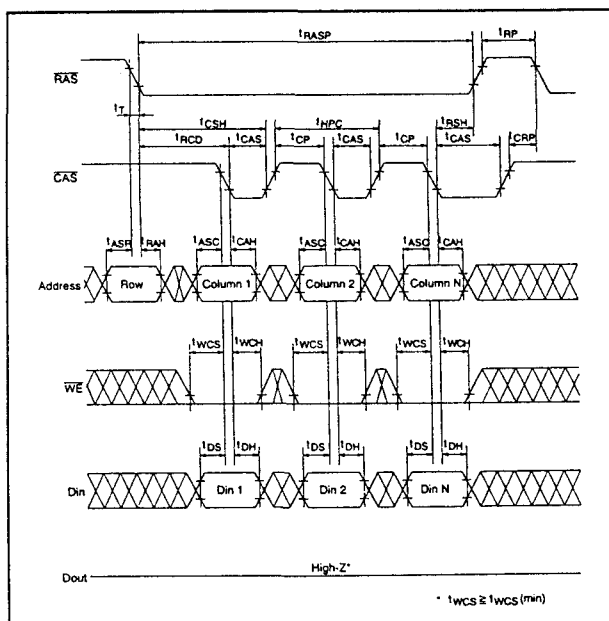 tRASP tRP
RAS
tT
tCSH tHPC tRSH
tRCD tCAS tCP tCAS tCP tCAS tCRP
CAS
tASR tRAH tASC tCAH tASC tCAH tASC tCAH
Address Row Column 1 Column 2 Column N
tWCS tWCH tWCS tWCH tWCS tWCH
WE
tDS tDH tDS tDH tDS tDH
Din Din 1 Din 2 Din N
High-Z*
Dout
* tWCS ≥ tWCS (min)